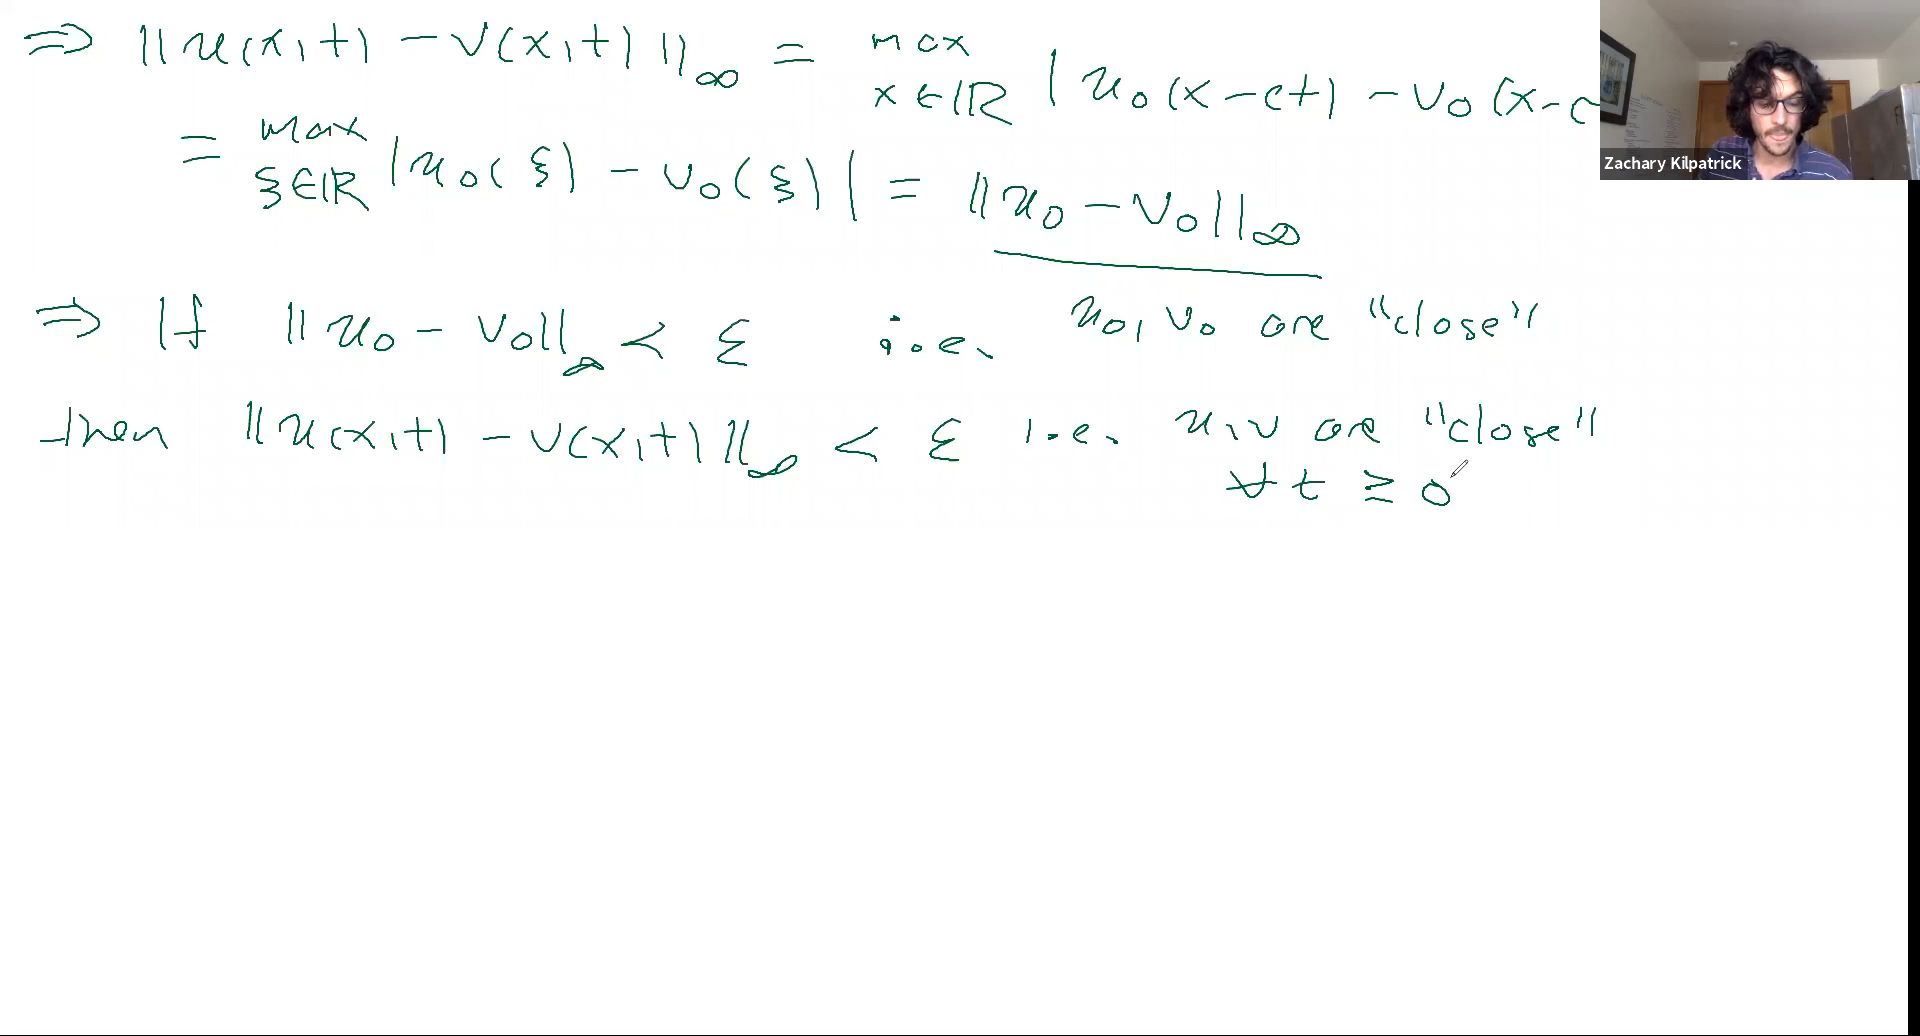 ⇒ ||u(x,t) - v(x,t)||∞ = max x∈ℝ |u₀(x-ct) - v₀(x-c
= max ξ∈ℝ |u₀(ξ) - v₀(ξ)| = ||u₀ - v₀||∞
⇒ If ||u₀ - v₀||∞ < ε i.e. u₀, v₀ are "close"
then ||u(x,t) - v(x,t)||∞ < ε i.e. u, v are "close"
∀ t ≥ 0
Zachary Kilpatrick